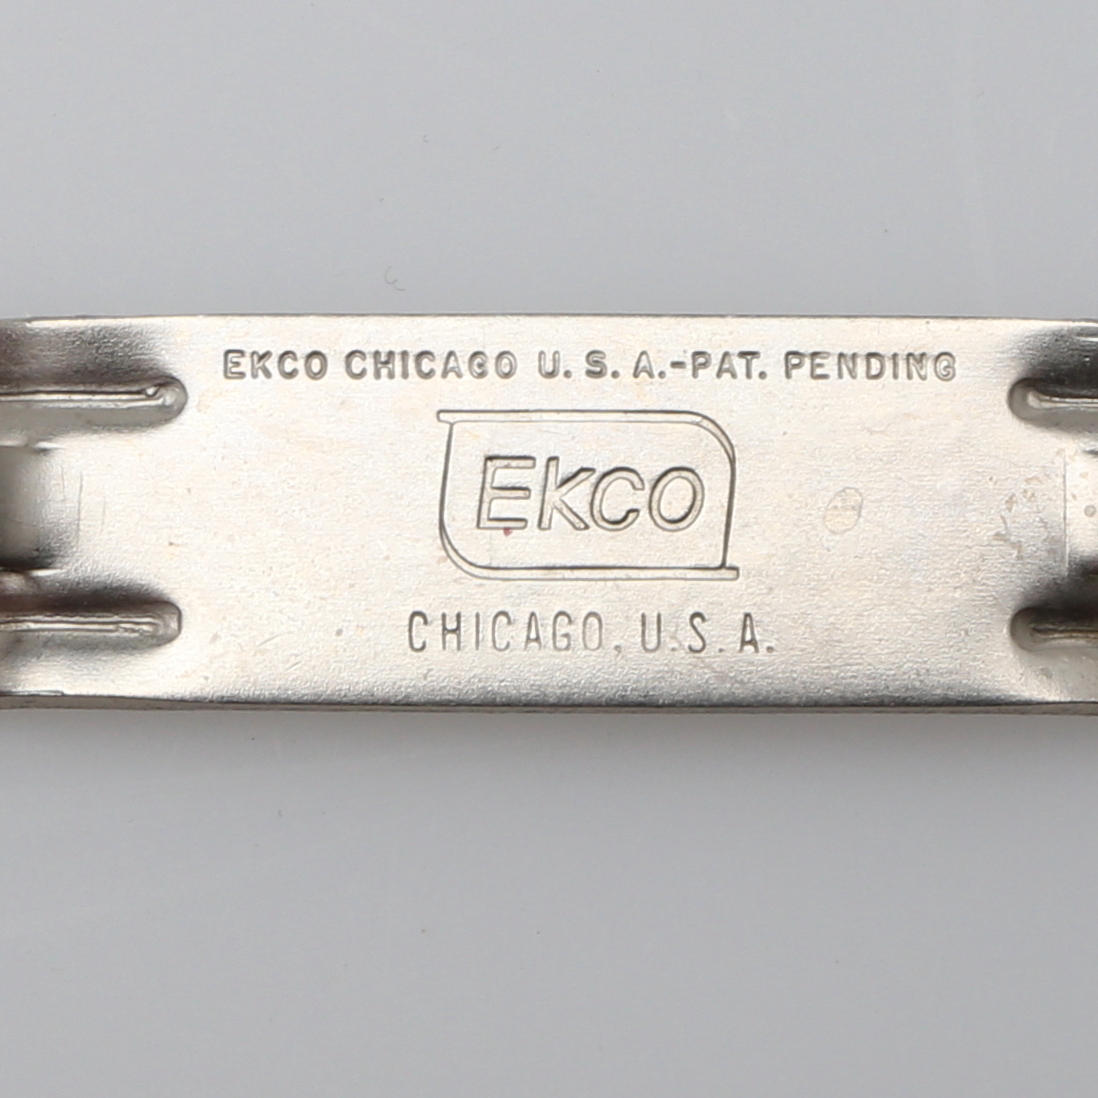 EKCO CHICAGO U. S. A.-PAT. PENDING
EKCO
CHICAGO, U.S.A.